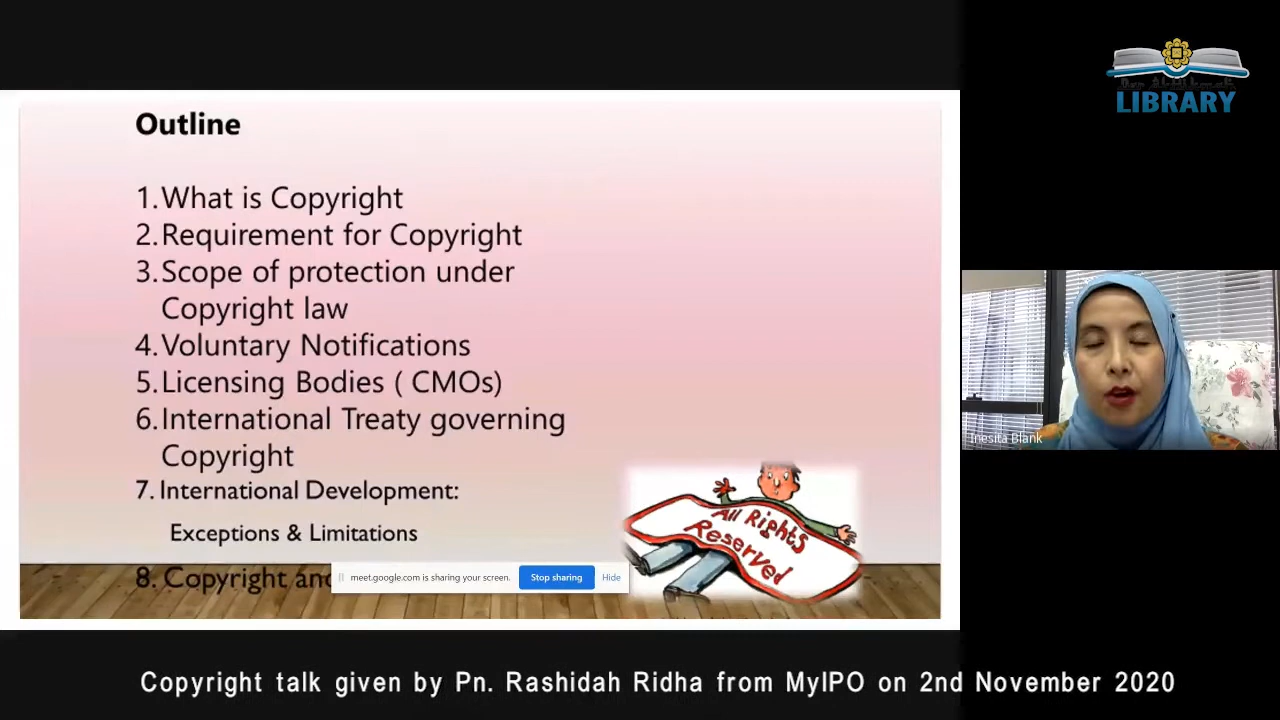 Outline
1.What is Copyright
2.Requirement for Copyright
3.Scope of protection under
Copyright law
4.Voluntary Notifications
5.Licensing Bodies ( CMOs)
6.International Treaty governing
Copyright
7. International Development:
Exceptions & Limitations
8. Copyright and
meet.google.com is sharing your screen. Stop sharing Hide
All Rights
Reserved
LIBRARY
Inesita Blank
Copyright talk given by Pn. Rashidah Ridha from MyIPO on 2nd November 2020